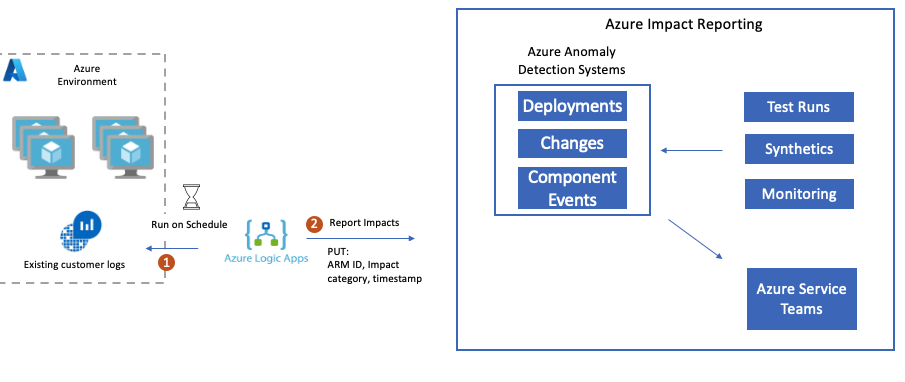 Azure
Environment
Existing customer logs
Run on Schedule
1
Azure Logic Apps
2 Report Impacts
PUT:
ARM ID, Impact
category, timestamp
Azure Impact Reporting
Azure Anomaly
Detection Systems
Deployments
Changes
Component
Events
Test Runs
Synthetics
Monitoring
Azure Service
Teams